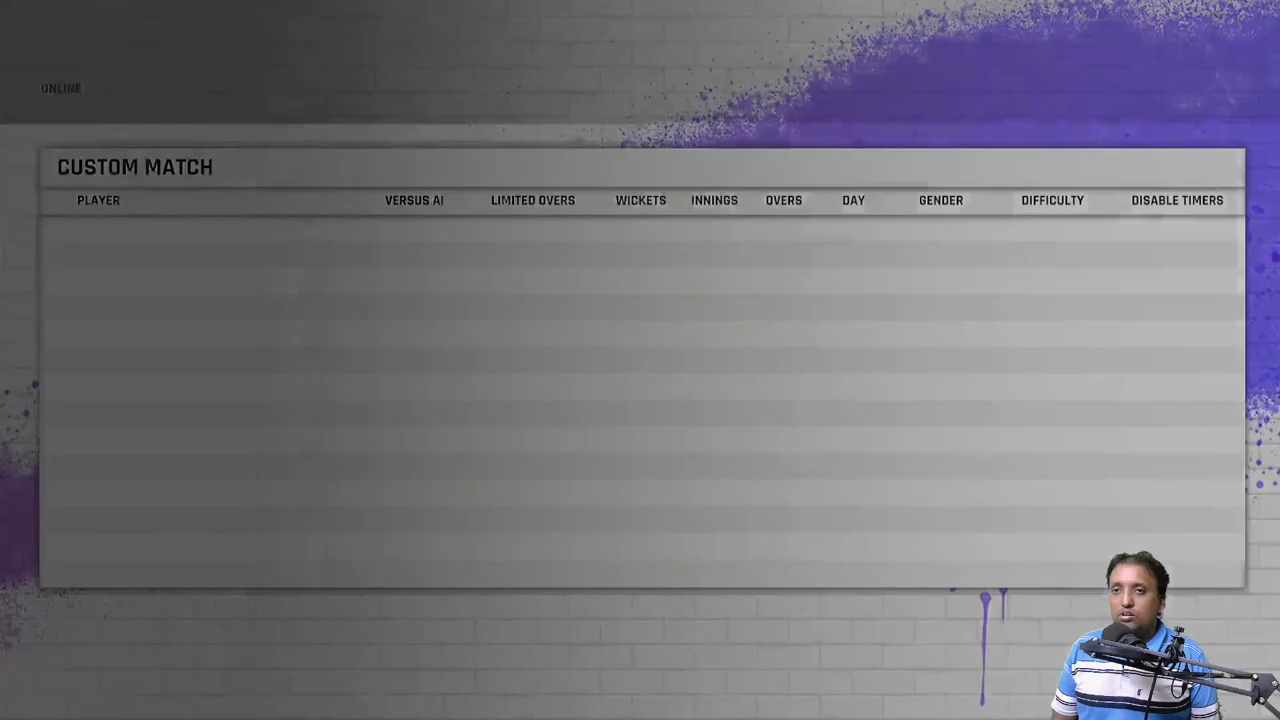 ONLINE
CUSTOM MATCH
PLAYER VERSUS AI LIMITED OVERS WICKETS INNINGS OVERS DAY GENDER DIFFICULTY DISABLE TIMERS